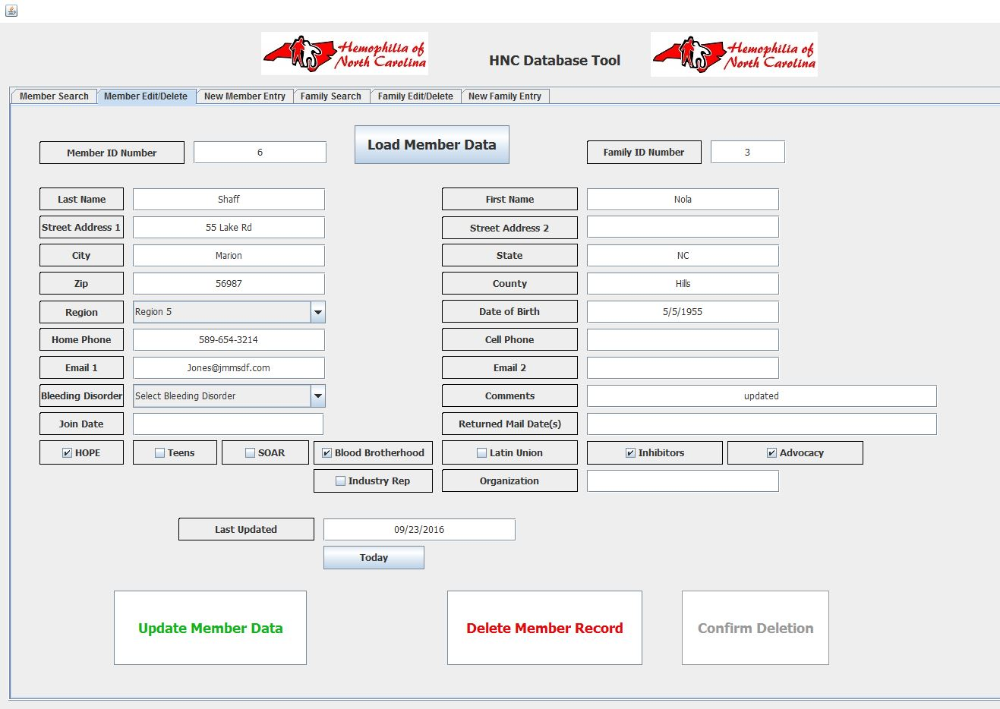 Hemophilia of
North Carolina
HNC Database Tool
Hemophilia of
North Carolina
Member Search Member Edit/Delete New Member Entry Family Search Family Edit/Delete New Family Entry
Load Member Data
Member ID Number 6 Family ID Number 3
Last Name Shaff First Name Nola
Street Address 1 55 Lake Rd Street Address 2
City Marion State NC
Zip 56987 County Hills
Region Region 5 Date of Birth 5/5/1955
Home Phone 589-654-3214 Cell Phone
Email 1 Jones@jmmsdf.com Email 2
Bleeding Disorder Select Bleeding Disorder Comments updated
Join Date Returned Mail Date(s)
HOPE Teens SOAR Blood Brotherhood Latin Union Inhibitors Advocacy
Industry Rep Organization
Last Updated 09/23/2016
Today
Update Member Data Delete Member Record Confirm Deletion